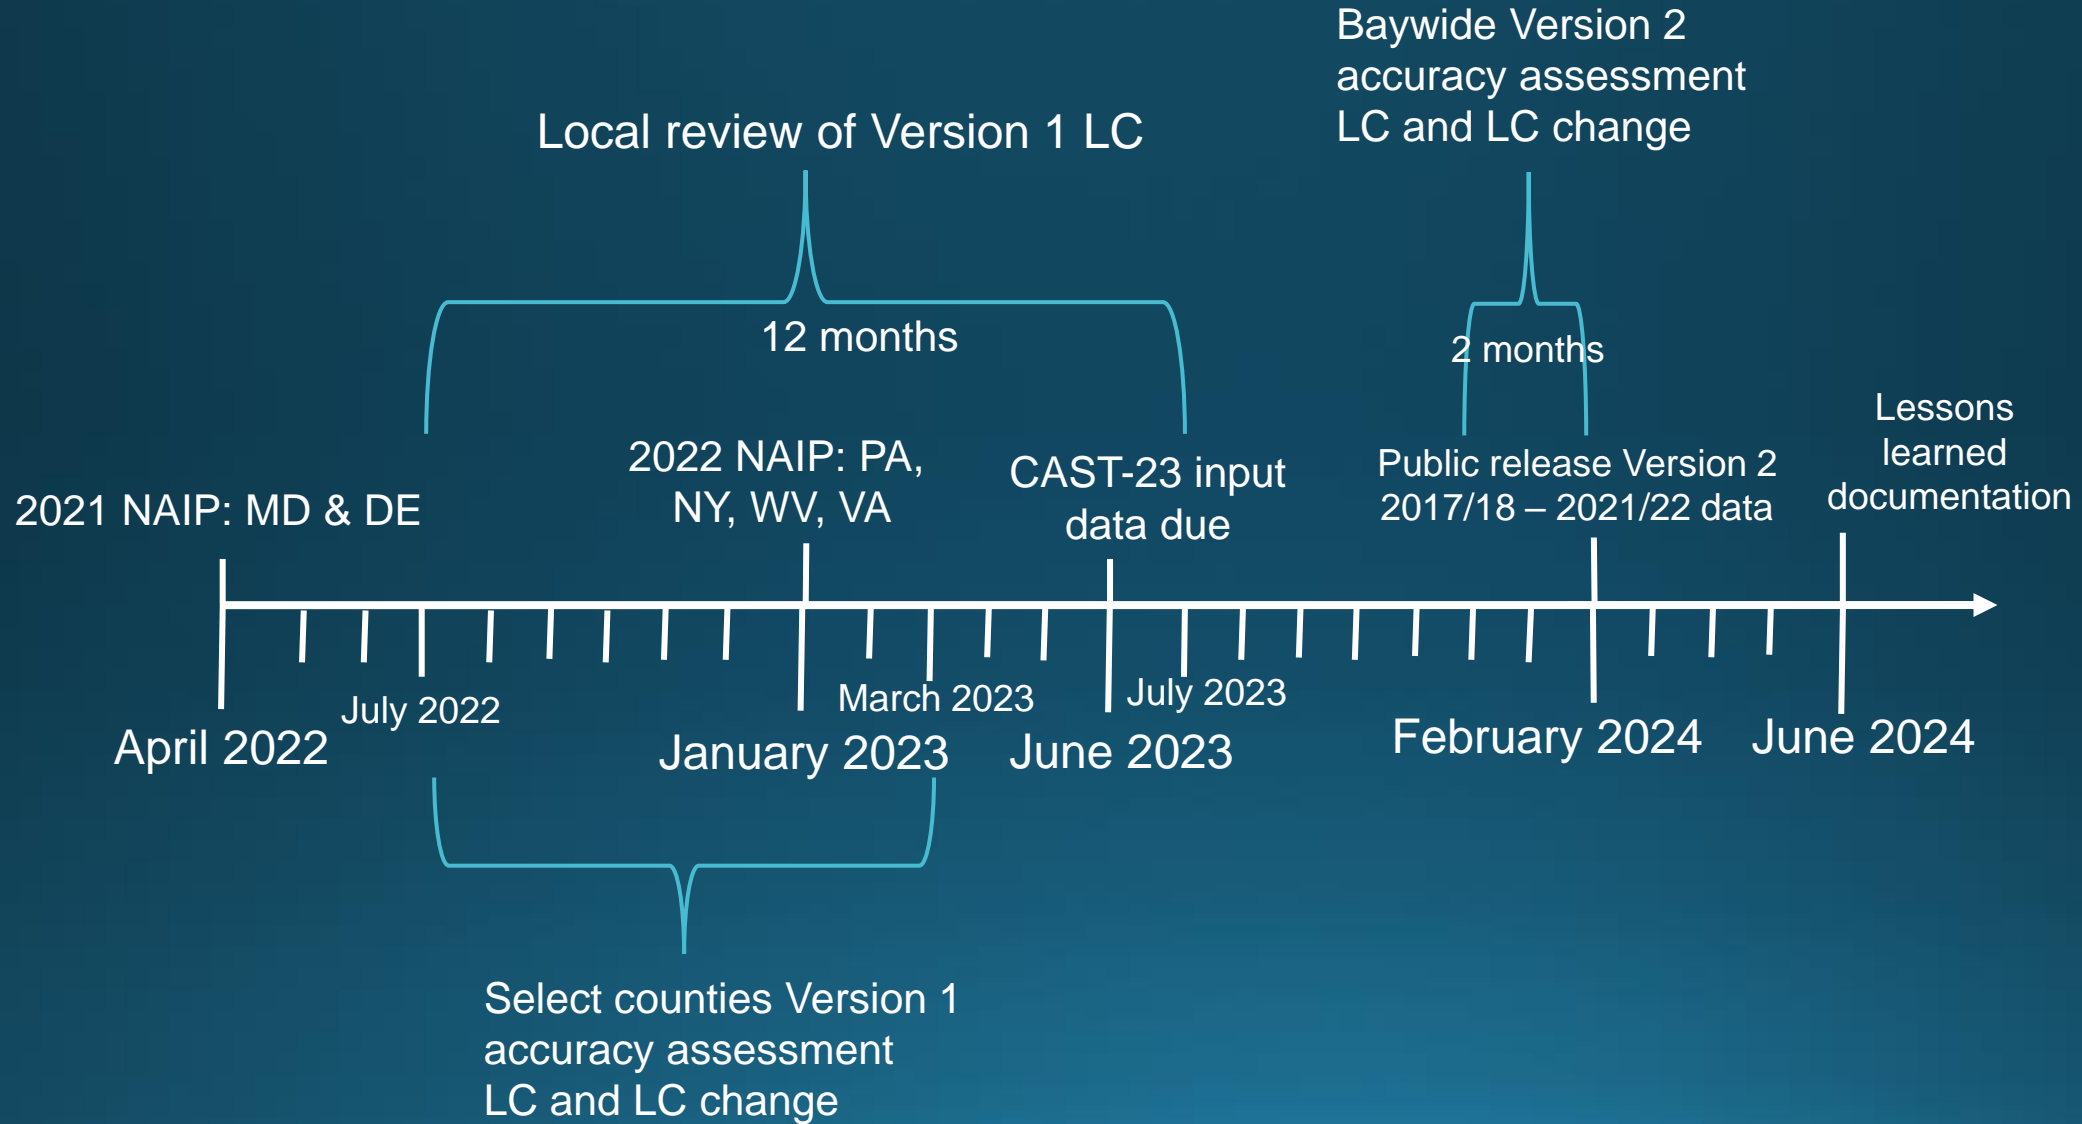 Baywide Version 2
accuracy assessment
LC and LC change
Local review of Version 1 LC
12 months
2 months
2021 NAIP: MD & DE
2022 NAIP: PA,
NY, WV, VA
CAST-23 input
data due
Public release Version 2
2017/18 – 2021/22 data
Lessons
learned
documentation
April 2022
July 2022
January 2023
March 2023
June 2023
July 2023
February 2024
June 2024
Select counties Version 1
accuracy assessment
LC and LC change